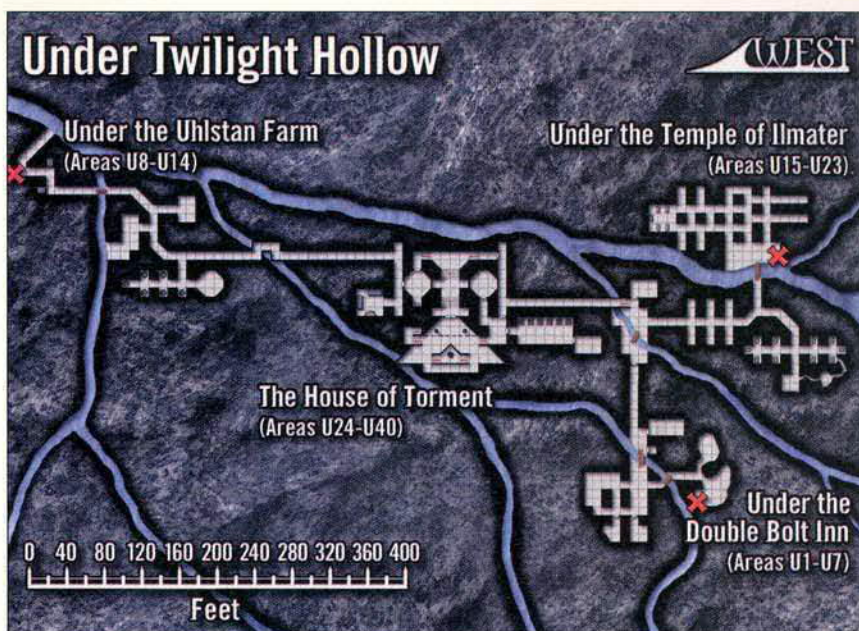 Under Twilight Hollow
WEST
Under the Uhlstan Farm
(Areas U8-U14)
Under the Temple of Ilmater
(Areas U15-U23)
The House of Torment
(Areas U24-U40)
Under the
Double Bolt Inn
(Areas U1-U7)
0 40 80 120 160 200 240 280 320 360 400
Feet